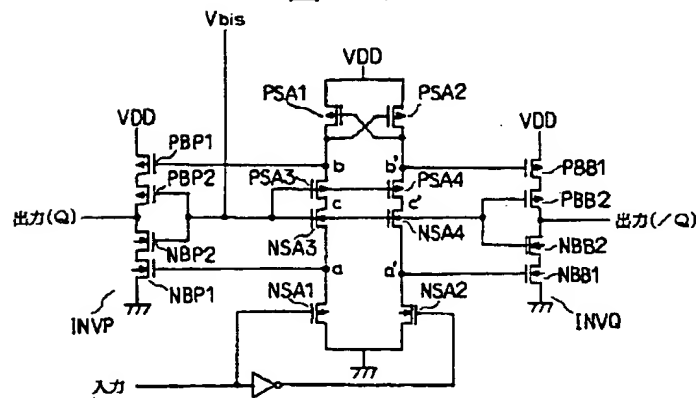 Vbis
VDD
PSA1
PSA2
VDD
VDD
PBP1
b
b'
PBB1
PBP2
PSA3
PSA4
PBB2
出力(Q)
c
c'
出力(/Q)
NSA3
NSA4
NBP2
NBB2
NBP1
a
a'
NBB1
INVP
NSA1
NSA2
INVQ
入力